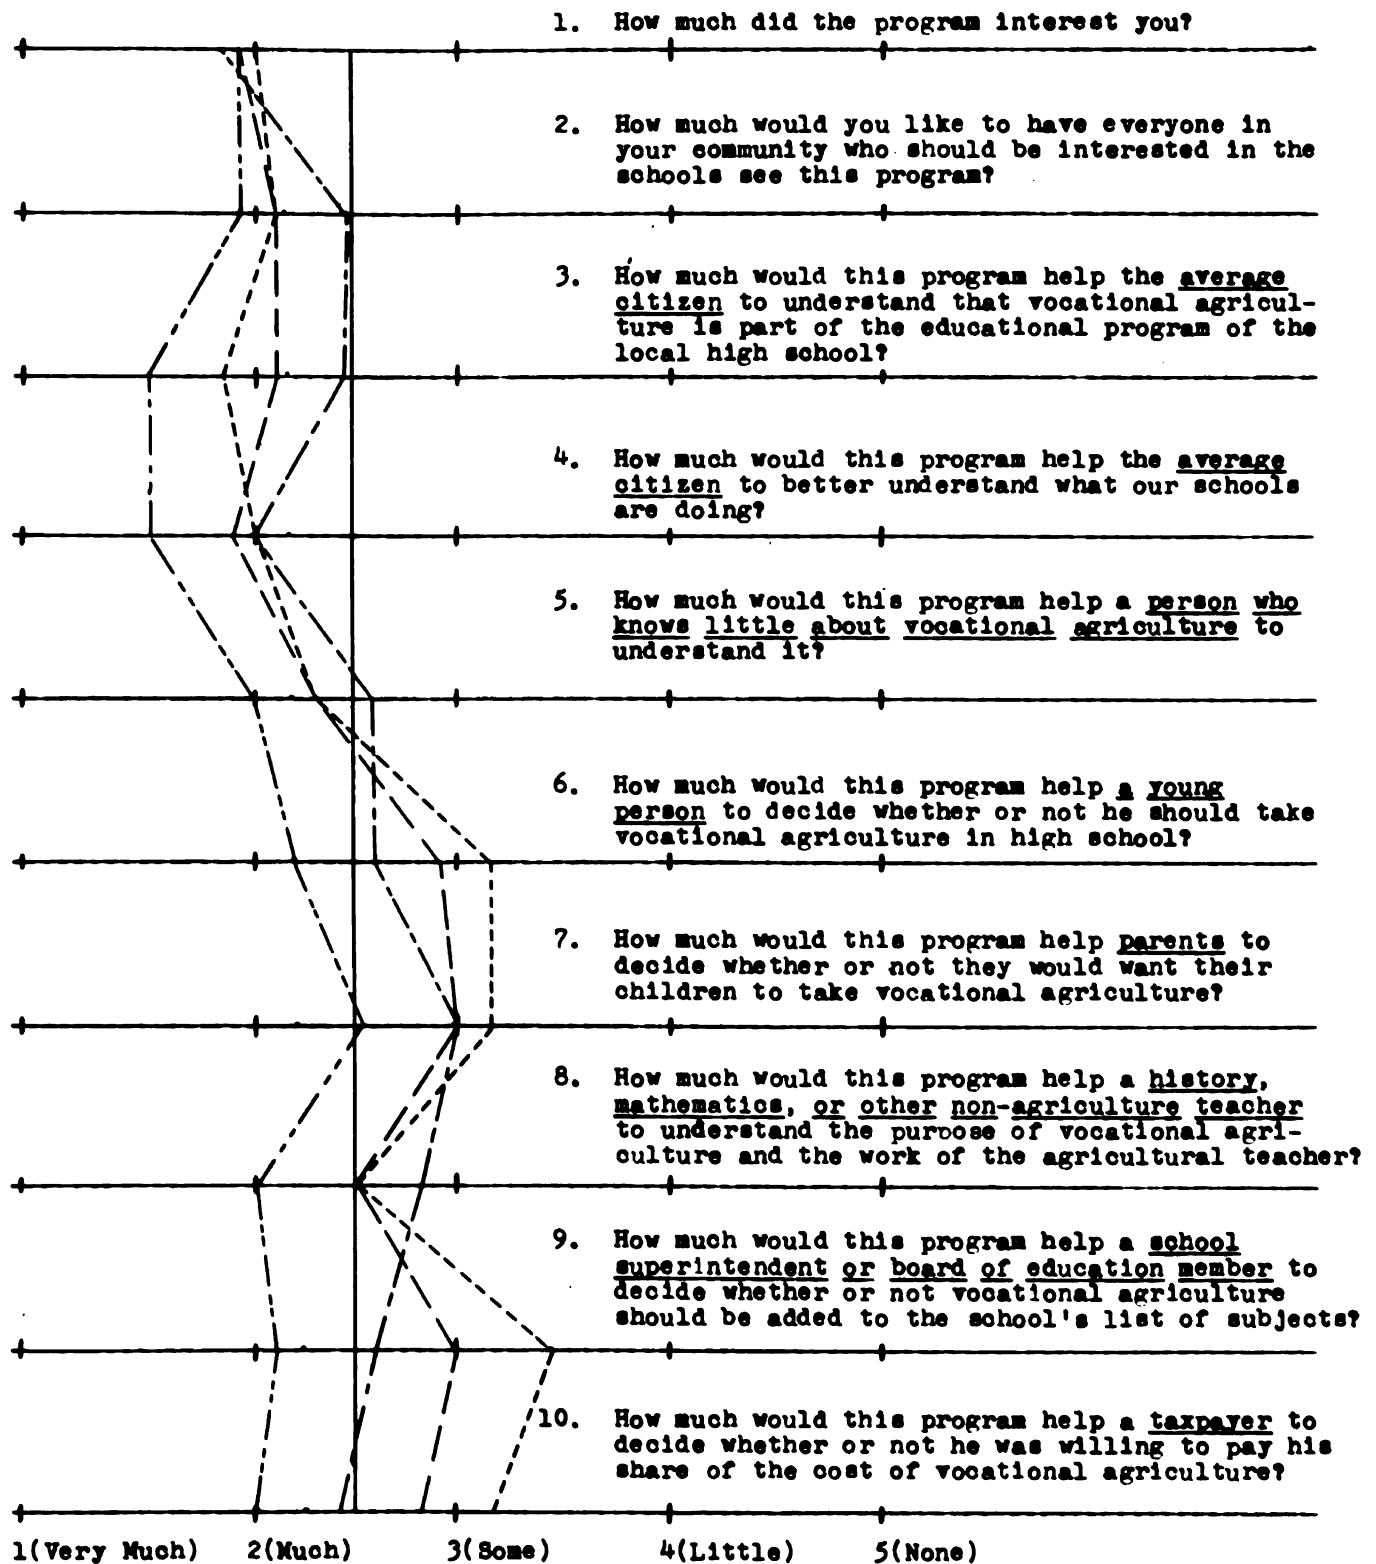 1. How much did the program interest you?
2. How much would you like to have everyone in
your community who should be interested in the
schools see this program?
3. How much would this program help the average
citizen to understand that vocational agricul-
ture is part of the educational program of the
local high school?
4. How much would this program help the average
citizen to better understand what our schools
are doing?
5. How much would this program help a person who
knows little about vocational agriculture to
understand it?
6. How much would this program help a young
person to decide whether or not he should take
vocational agriculture in high school?
7. How much would this program help parents to
decide whether or not they would want their
children to take vocational agriculture?
8. How much would this program help a history,
mathematics, or other non-agriculture teacher
to understand the purpose of vocational agri-
culture and the work of the agricultural teacher?
9. How much would this program help a school
superintendent or board of education member to
decide whether or not vocational agriculture
should be added to the school's list of subjects?
10. How much would this program help a taxpayer to
decide whether or not he was willing to pay his
share of the cost of vocational agriculture?
1(Very Much) 2(Much) 3(Some) 4(Little) 5(None)